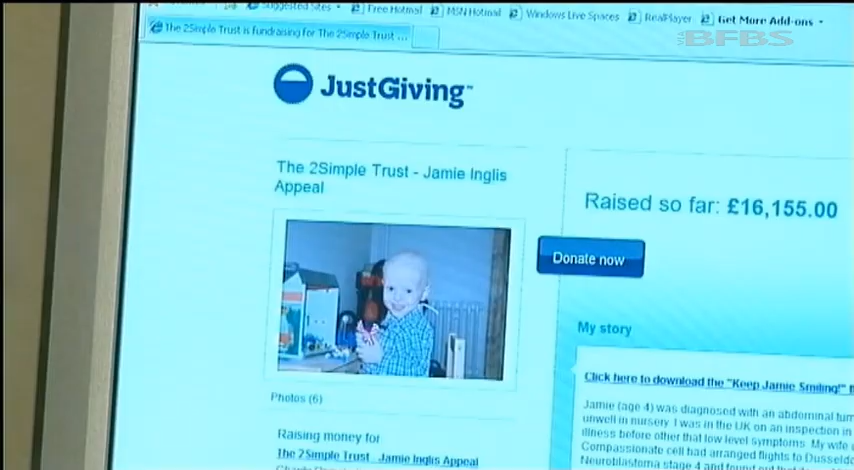 Suggested Sites Free Hotmail MSN Hotmail Windows Live Spaces RealPlayer Get More Add-ons
BFBS
The 2Simple Trust is fundraising for The 2Simple Trust ...
JustGiving™
The 2Simple Trust - Jamie Inglis
Appeal
Raised so far: £16,155.00
Donate now
My story
Photos (6)
Click here to download the "Keep Jamie Smiling!"
Jamie (age 4) was diagnosed with an abdominal
unwell in nursery. I was in the UK on an inspection in
illness before other that low level symptoms. My wife
Compassionate cell had arranged flights to
Neuroblastoma stage 4 and found out
Raising money for
The 2Simple Trust - Jamie Inglis Appeal